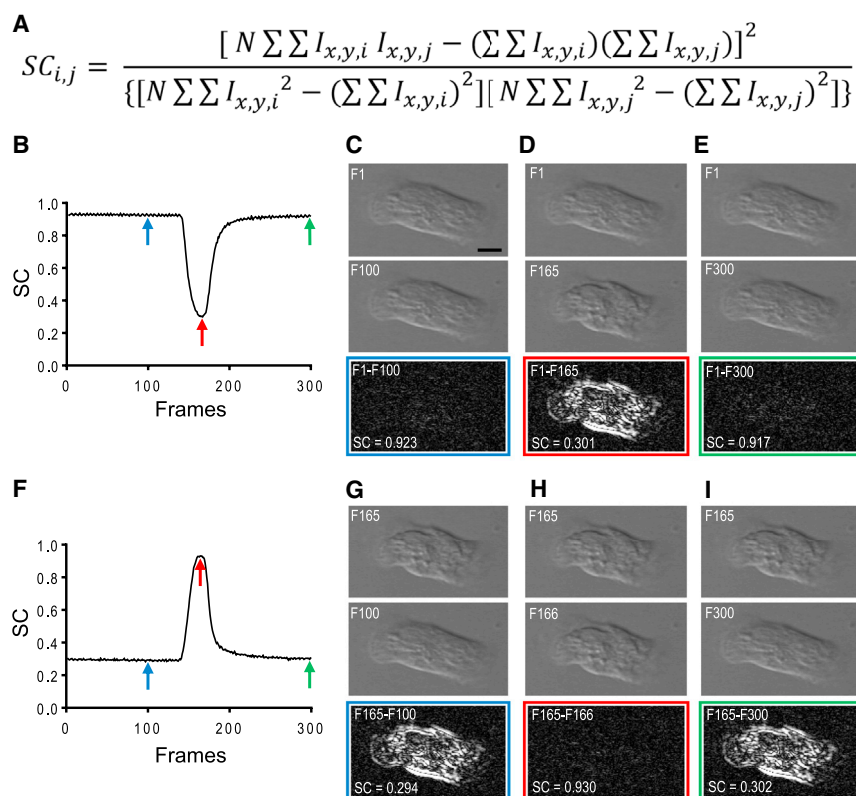 A
SC_{i,j} = \frac{[N ∑∑ I_{x,y,i} I_{x,y,j} − (∑∑ I_{x,y,i})(∑∑ I_{x,y,j})]^2}{\{[N ∑∑ I_{x,y,i}^2 − (∑∑ I_{x,y,i})^2][N ∑∑ I_{x,y,j}^2 − (∑∑ I_{x,y,j})^2]\}}
B
SC
1.0
0.8
0.6
0.4
0.2
0.0
0 100 200 300
Frames
C
F1
F100
F1-F100
SC = 0.923
D
F1
F165
F1-F165
SC = 0.301
E
F1
F300
F1-F300
SC = 0.917
F
SC
1.0
0.8
0.6
0.4
0.2
0.0
0 100 200 300
Frames
G
F165
F100
F165-F100
SC = 0.294
H
F165
F166
F165-F166
SC = 0.930
I
F165
F300
F165-F300
SC = 0.302